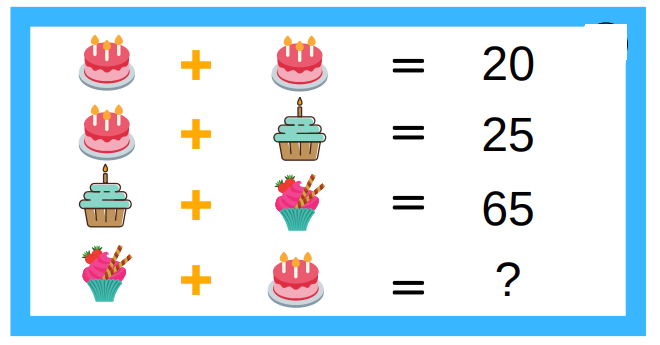 + = 20
+ = 25
+ = 65
+ = ?